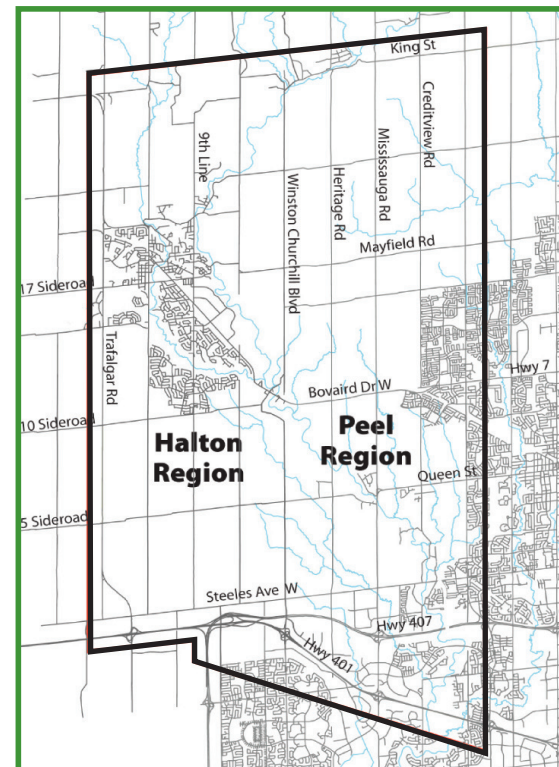 King St
Creditview Rd
Mississauga Rd
9th Line
Heritage Rd
Winston Churchill Blvd
Mayfield Rd
17 Sideroad
Trafalgar Rd
Hwy 7
Bovaird Dr W
10 Sideroad
Halton
Region
Peel
Region
Queen St
5 Sideroad
Steeles Ave W
Hwy 407
Hwy 401